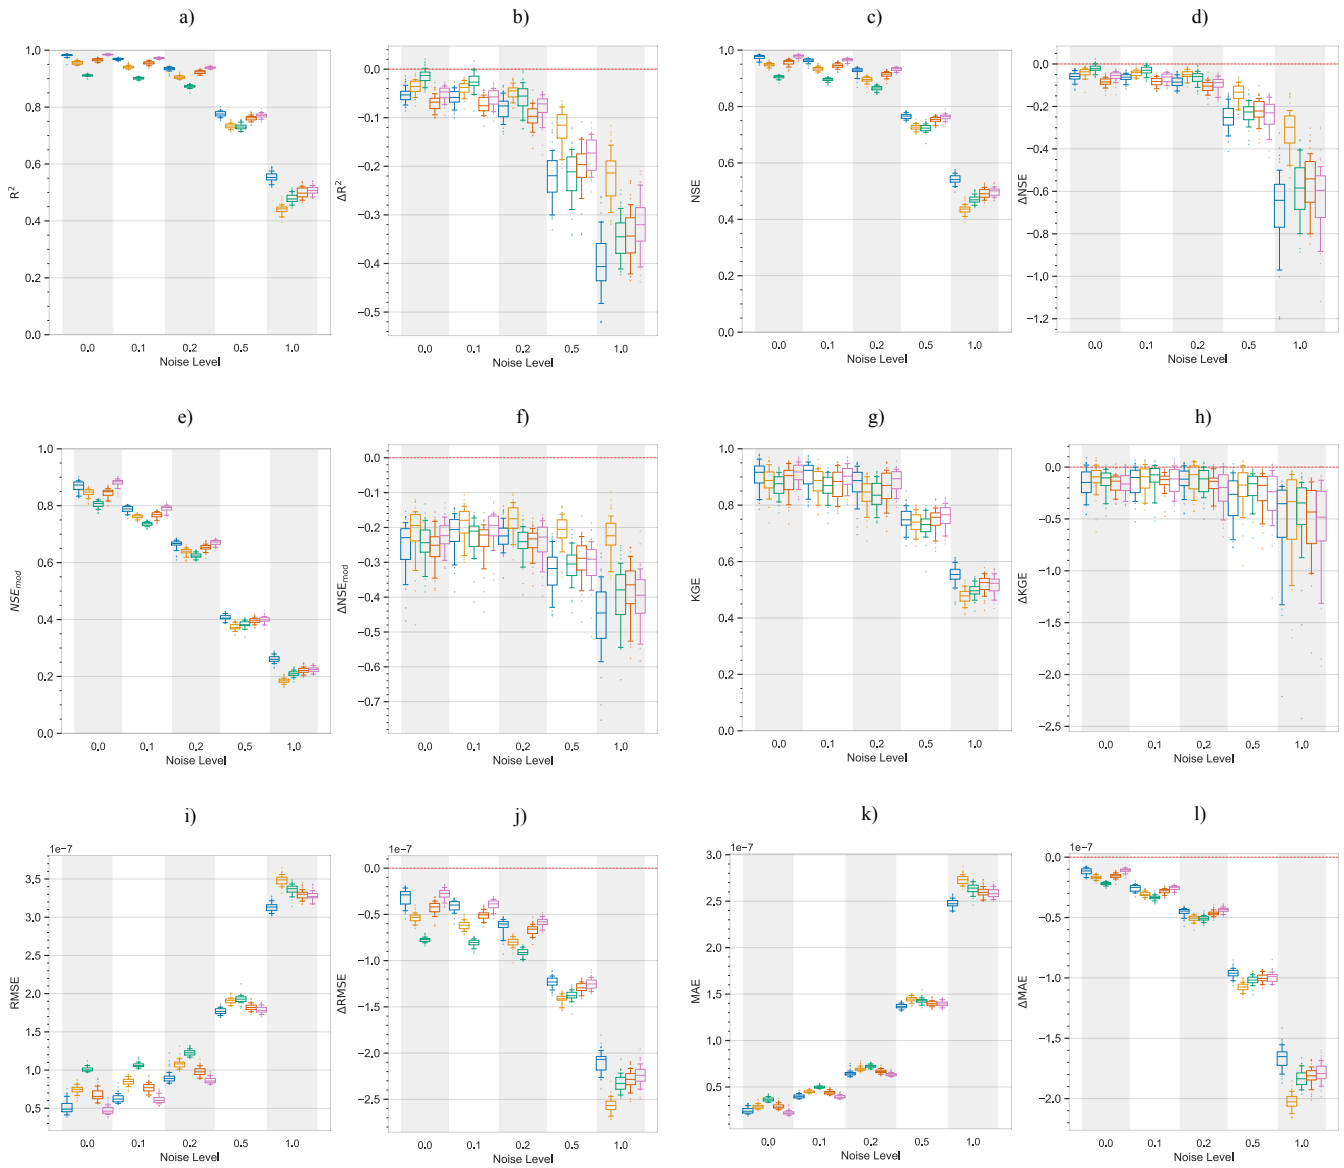 a)
b)
c)
d)
1.0
0.8
0.6
0.4
0.2
0.0
R²
0.0 0.1 0.2 0.5 1.0
Noise Level
0.0
−0.1
−0.2
−0.3
−0.4
−0.5
ΔR²
0.0 0.1 0.2 0.5 1.0
Noise Level
1.0
0.8
0.6
0.4
0.2
0.0
NSE
0.0 0.1 0.2 0.5 1.0
Noise Level
0.0
−0.2
−0.4
−0.6
−0.8
−1.0
−1.2
ΔNSE
0.0 0.1 0.2 0.5 1.0
Noise Level
e)
f)
g)
h)
1.0
0.8
0.6
0.4
0.2
0.0
NSE_mod
0.0 0.1 0.2 0.5 1.0
Noise Level
0.0
−0.1
−0.2
−0.3
−0.4
−0.5
−0.6
−0.7
ΔNSE_mod
0.0 0.1 0.2 0.5 1.0
Noise Level
1.0
0.8
0.6
0.4
0.2
0.0
KGE
0.0 0.1 0.2 0.5 1.0
Noise Level
0.0
−0.5
−1.0
−1.5
−2.0
−2.5
ΔKGE
0.0 0.1 0.2 0.5 1.0
Noise Level
i)
j)
k)
l)
1e−7
3.5
3.0
2.5
2.0
1.5
1.0
0.5
RMSE
0.0 0.1 0.2 0.5 1.0
Noise Level
1e−7
0.0
−0.5
−1.0
−1.5
−2.0
−2.5
ΔRMSE
0.0 0.1 0.2 0.5 1.0
Noise Level
1e−7
3.0
2.5
2.0
1.5
1.0
0.5
MAE
0.0 0.1 0.2 0.5 1.0
Noise Level
1e−7
0.0
−0.5
−1.0
−1.5
−2.0
ΔMAE
0.0 0.1 0.2 0.5 1.0
Noise Level